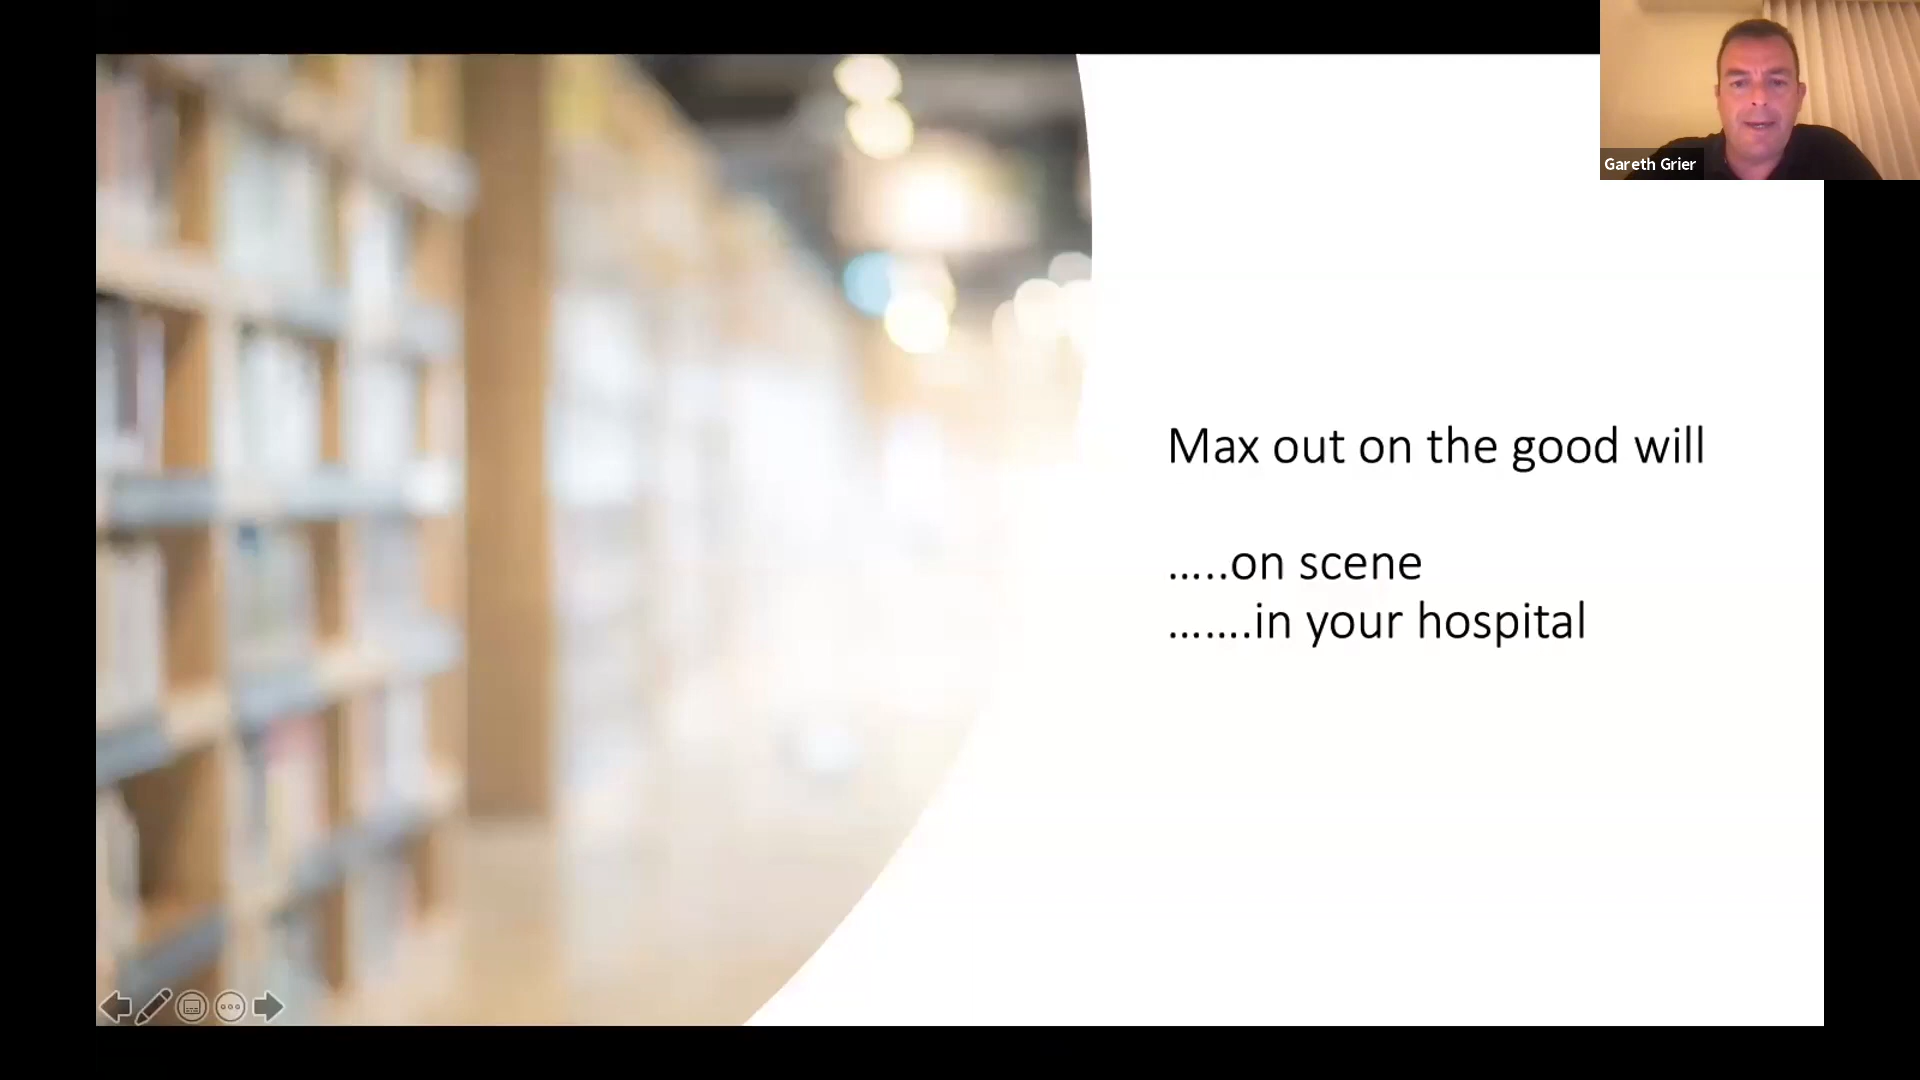 Gareth Grier
Max out on the good will
.....on scene
.......in your hospital